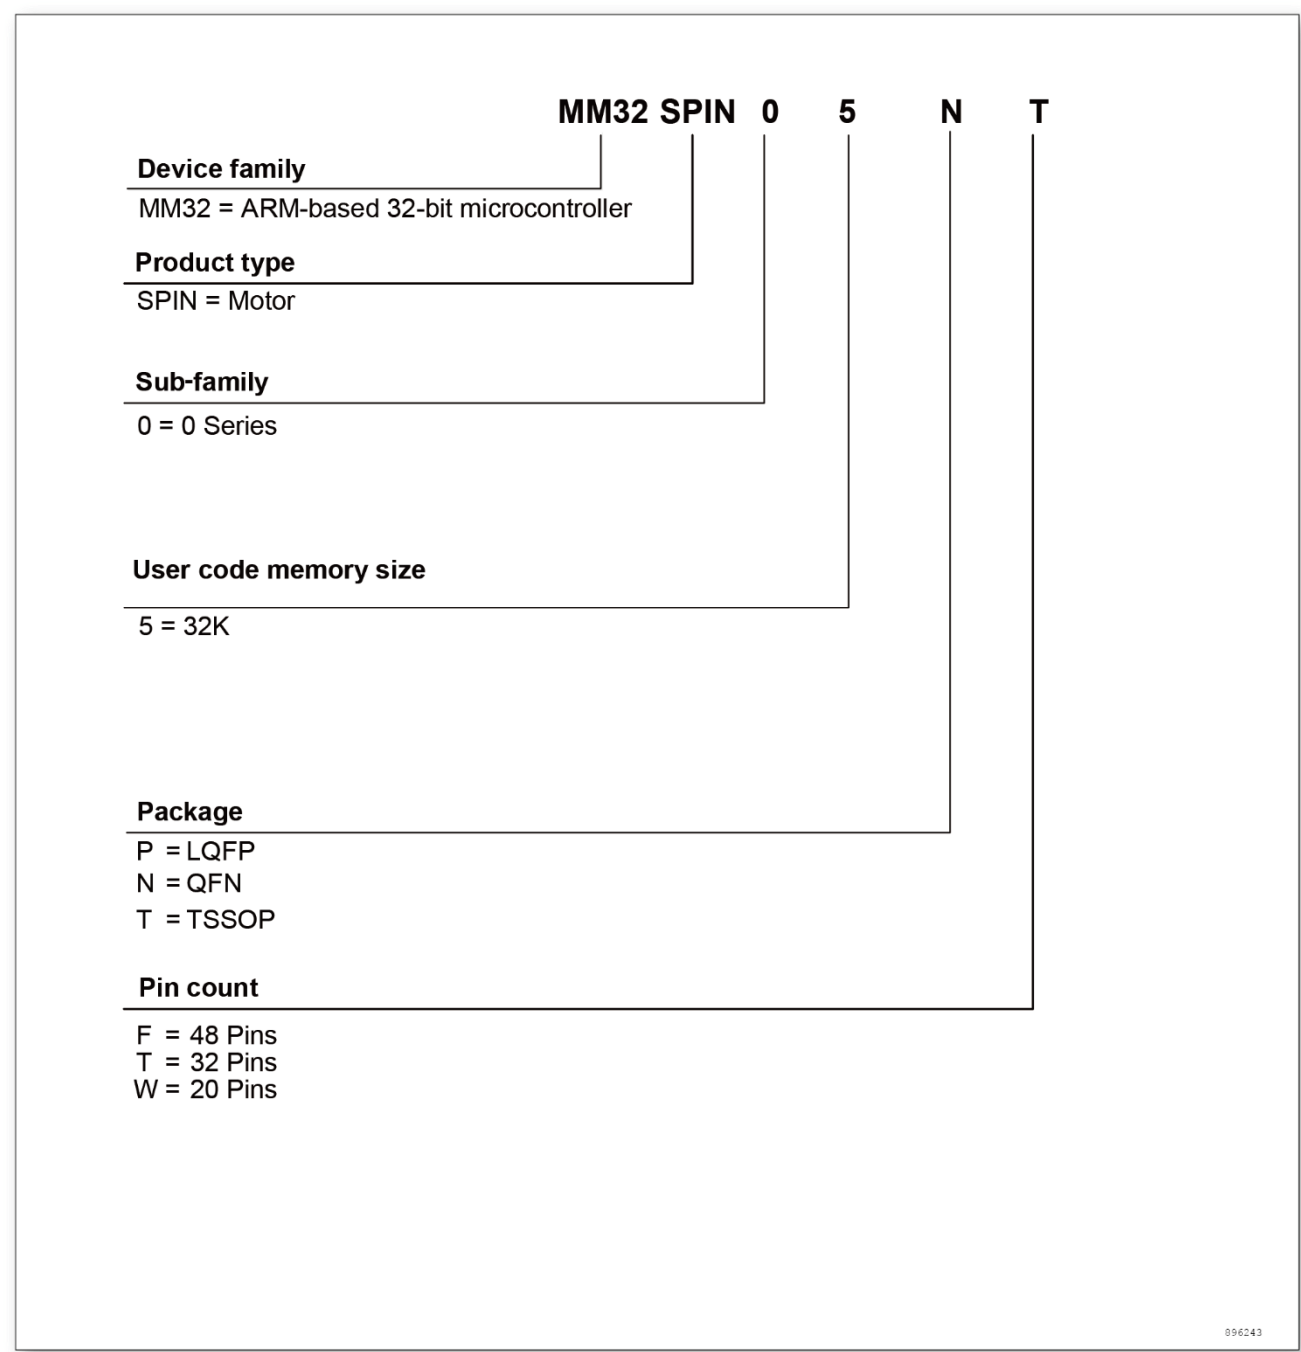 MM32 SPIN 0 5 N T
Device family
MM32 = ARM-based 32-bit microcontroller
Product type
SPIN = Motor
Sub-family
0 = 0 Series
User code memory size
5 = 32K
Package
P = LQFP
N = QFN
T = TSSOP
Pin count
F = 48 Pins
T = 32 Pins
W = 20 Pins
896243